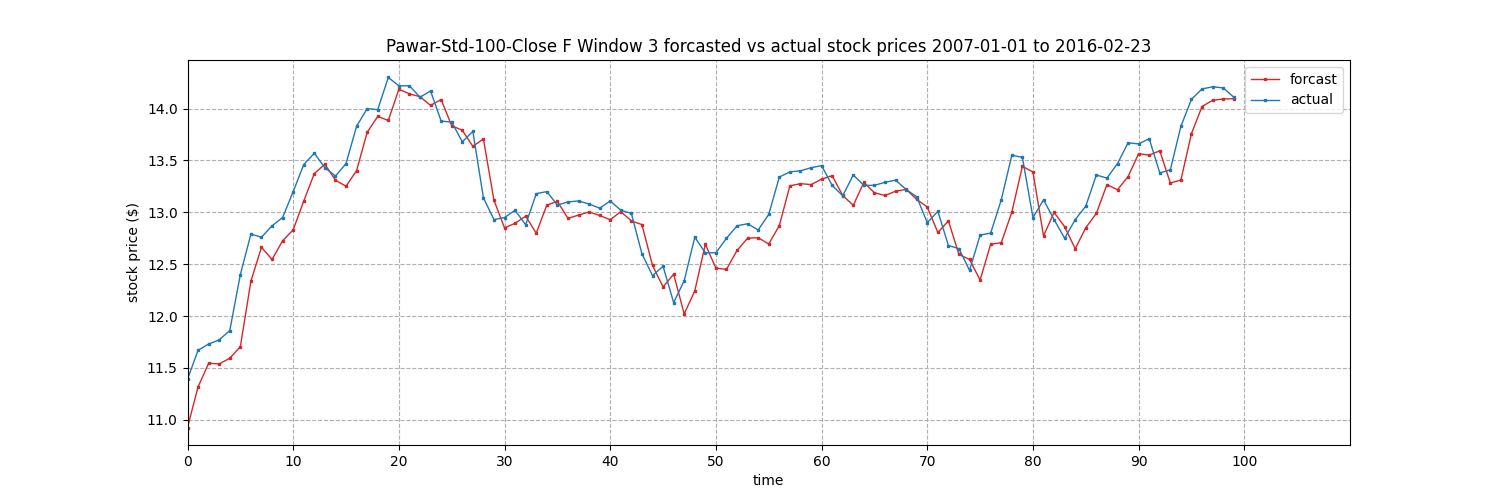 Pawar-Std-100-Close F Window 3 forcasted vs actual stock prices 2007-01-01 to 2016-02-23
forcast
actual
stock price ($)
14.0
13.5
13.0
12.5
12.0
11.5
11.0
0 10 20 30 40 50 60 70 80 90 100
time